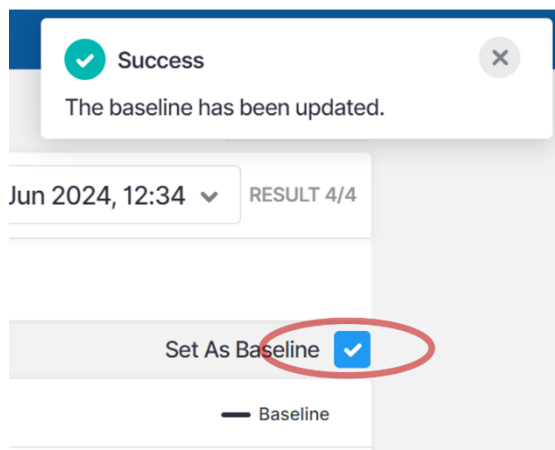 Success
The baseline has been updated.
Jun 2024, 12:34
RESULT 4/4
Set As Baseline
Baseline